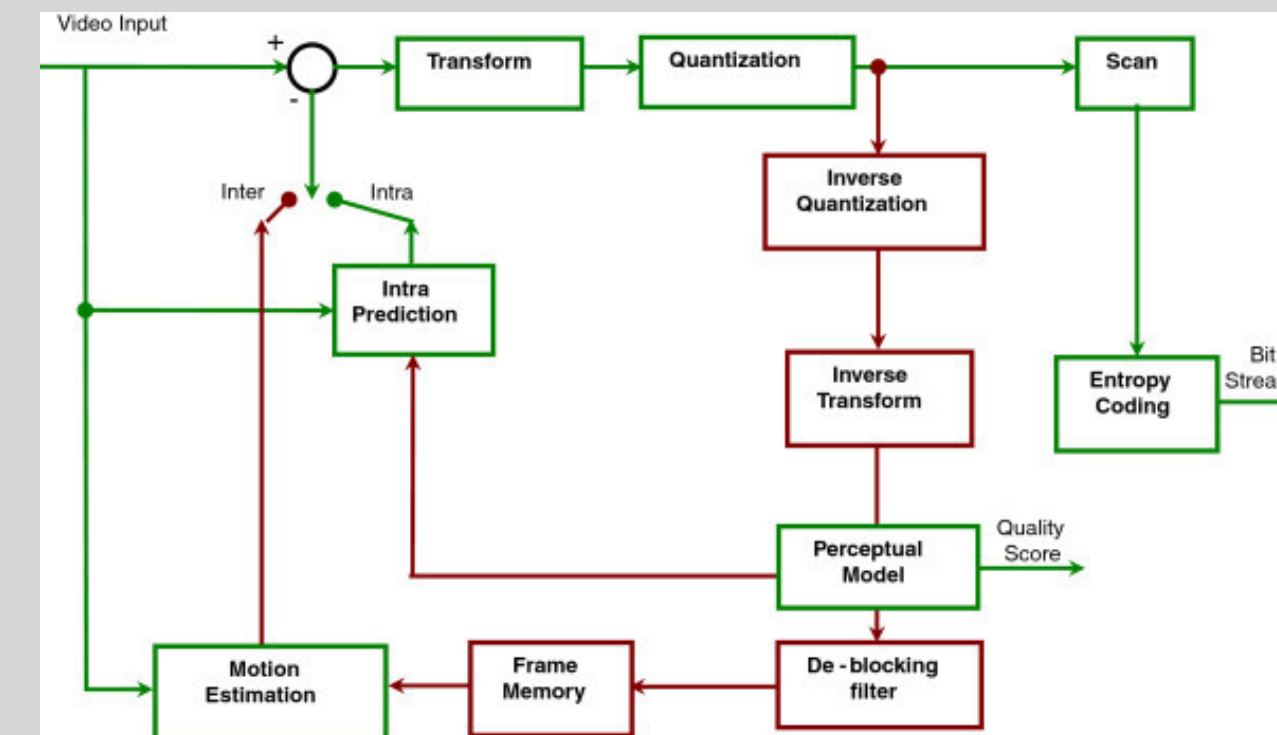 Video Input
+
Transform
Quantization
Scan
-
Inter
Intra
Inverse
Quantization
Intra
Prediction
Inverse
Transform
Entropy
Coding
Bit
Strea
Perceptual
Model
Quality
Score
Motion
Estimation
Frame
Memory
De - blocking
filter